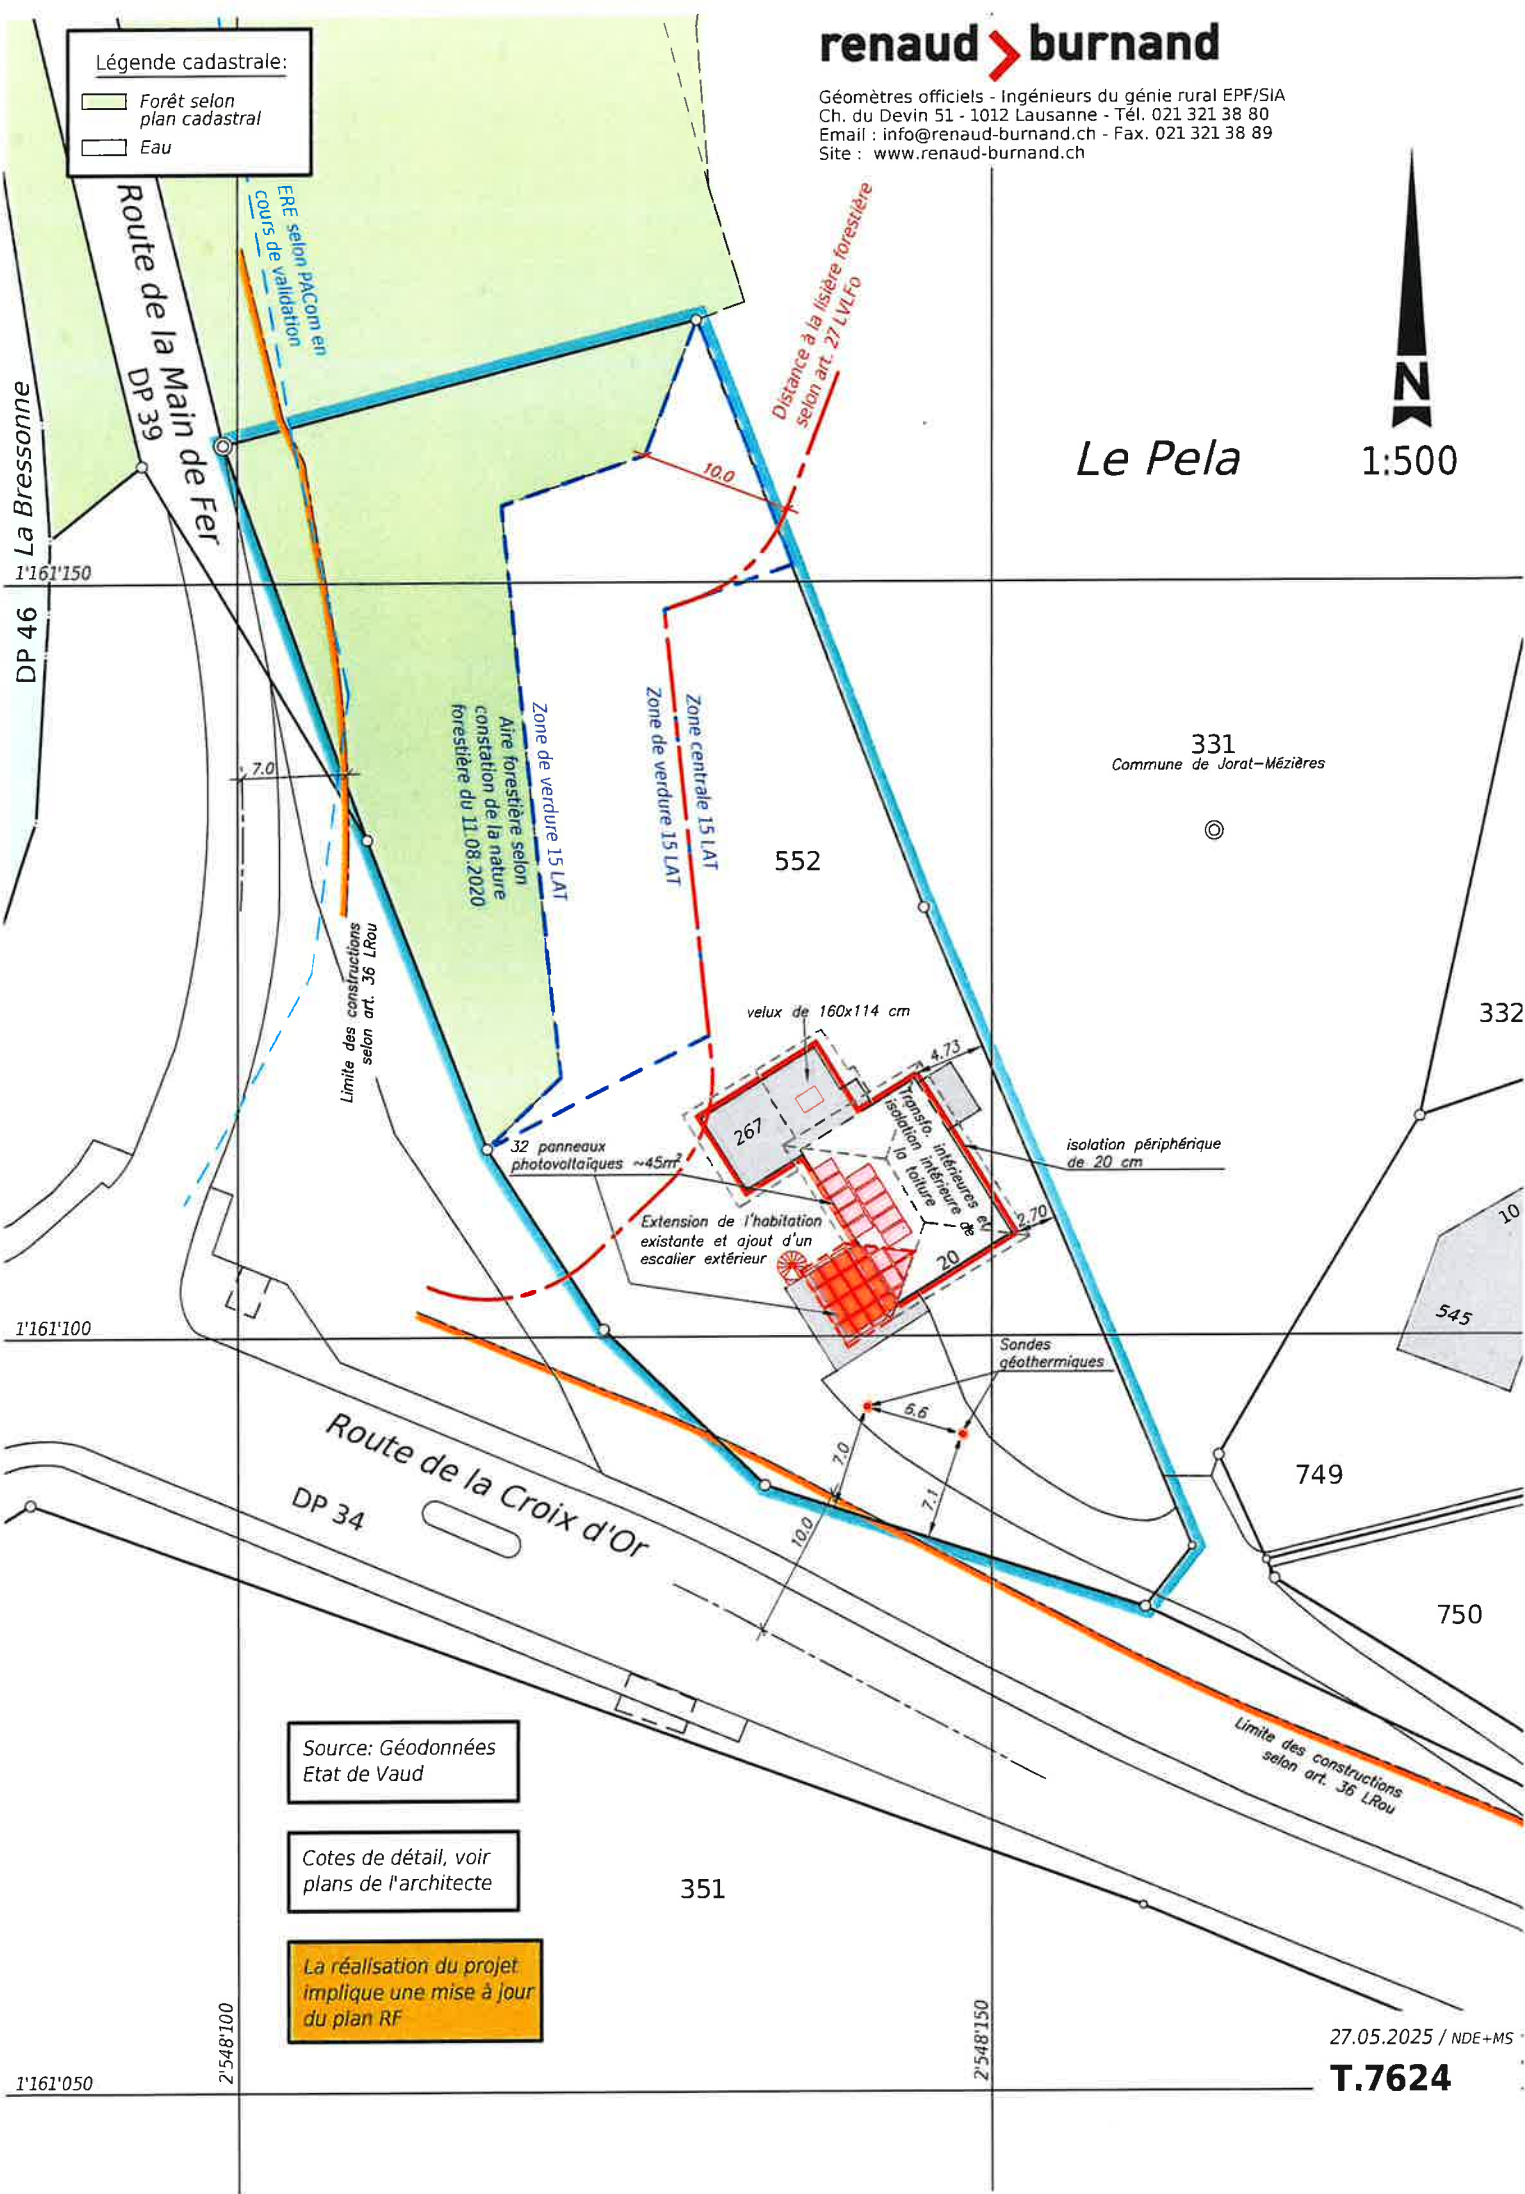 Légende cadastrale:
Forêt selon
plan cadastral
Eau
renaud burnand
Géomètres officiels - Ingénieurs du génie rural EPF/SIA
Ch. du Devin 51 - 1012 Lausanne - Tél. 021 321 38 80
Email : info@renaud-burnand.ch - Fax. 021 321 38 89
Site : www.renaud-burnand.ch
N
1:500
Le Pela
Route de la Main de Fer
DP 39
ERE selon PACom en
cours de validation
Distance à la lisière forestière
selon art. 27 LVLFo
10.0
La Bressonne
DP 46
1'161'150
7.0
Zone de verdure 15 LAT
Aire forestière selon
constatation de la nature
forestière du 11.08.2020
Zone centrale 15 LAT
Zone de verdure 15 LAT
552
331
Commune de Jorat-Mézières
332
Limite des constructions
selon art. 36 LRou
velux de 160x114 cm
4.73
267
Transfo. intérieures et
isolation intérieure de
la toiture
isolation périphérique
de 20 cm
32 panneaux
photovoltaïques ~45m²
Extension de l'habitation
existante et ajout d'un
escalier extérieur
2.70
20
10
545
1'161'100
Sondes
géothermiques
6.6
7.0
7.1
10.0
Route de la Croix d'Or
DP 34
749
750
Limite des constructions
selon art. 36 LRou
Source: Géodonnées
Etat de Vaud
Cotes de détail, voir
plans de l'architecte
351
La réalisation du projet
implique une mise à jour
du plan RF
2'548'100
2'548'150
27.05.2025 / NDE+MS
T.7624
1'161'050